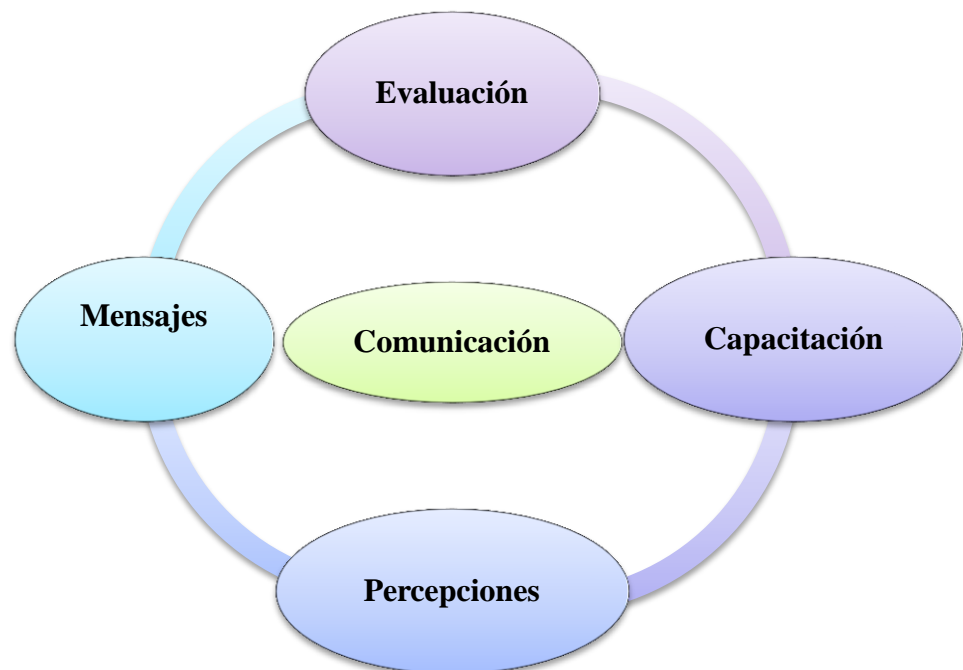 Evaluación
Mensajes
Comunicación
Capacitación
Percepciones